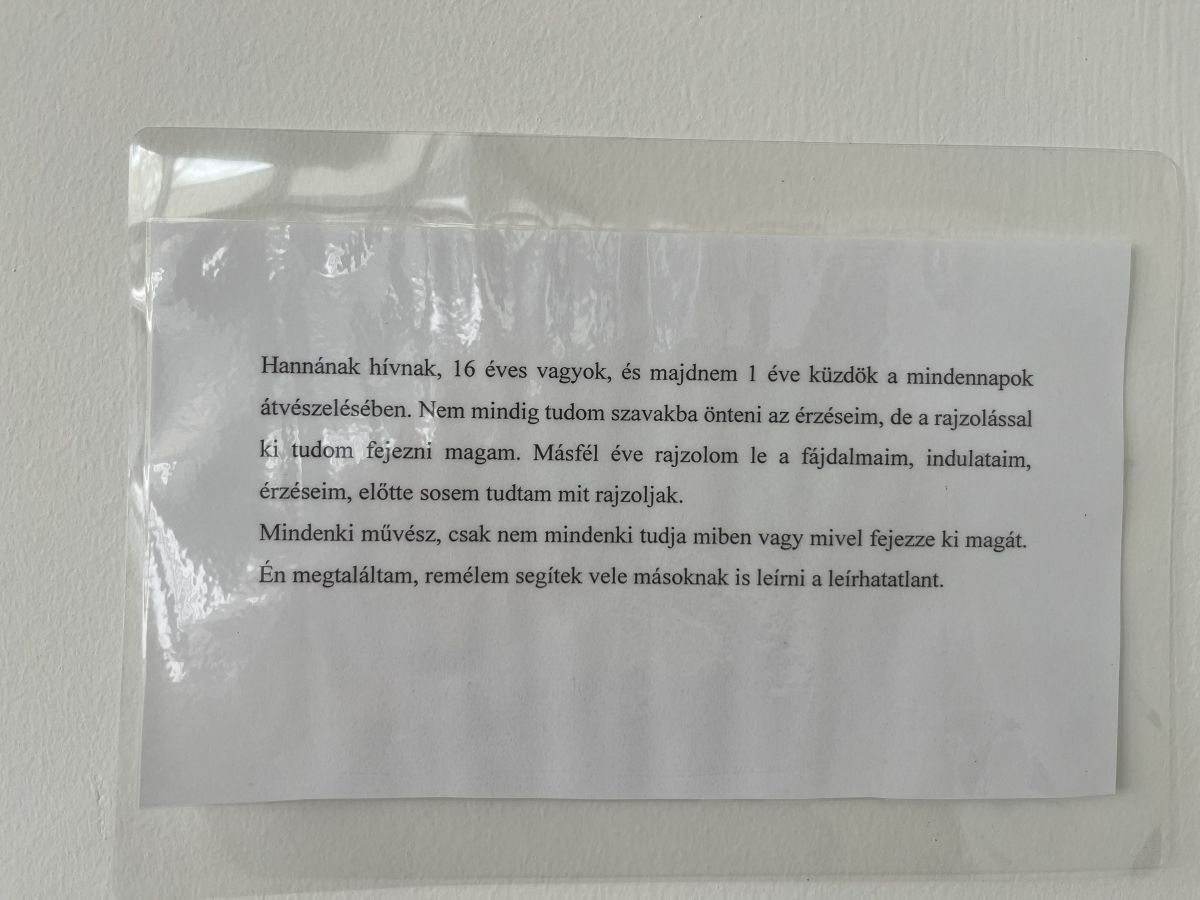 Hannának hívnak, 16 éves vagyok, és majdnem 1 éve küzdök a mindennapok
átvészelésében. Nem mindig tudom szavakba önteni az érzéseim, de a rajzolással
ki tudom fejezni magam. Másfél éve rajzolom le a fájdalmaim, indulataim,
érzéseim, előtte sosem tudtam mit rajzoljak.
Mindenki művész, csak nem mindenki tudja miben vagy mivel fejezze ki magát.
Én megtaláltam, remélem segítek vele másoknak is leírni a leírhatatlant.